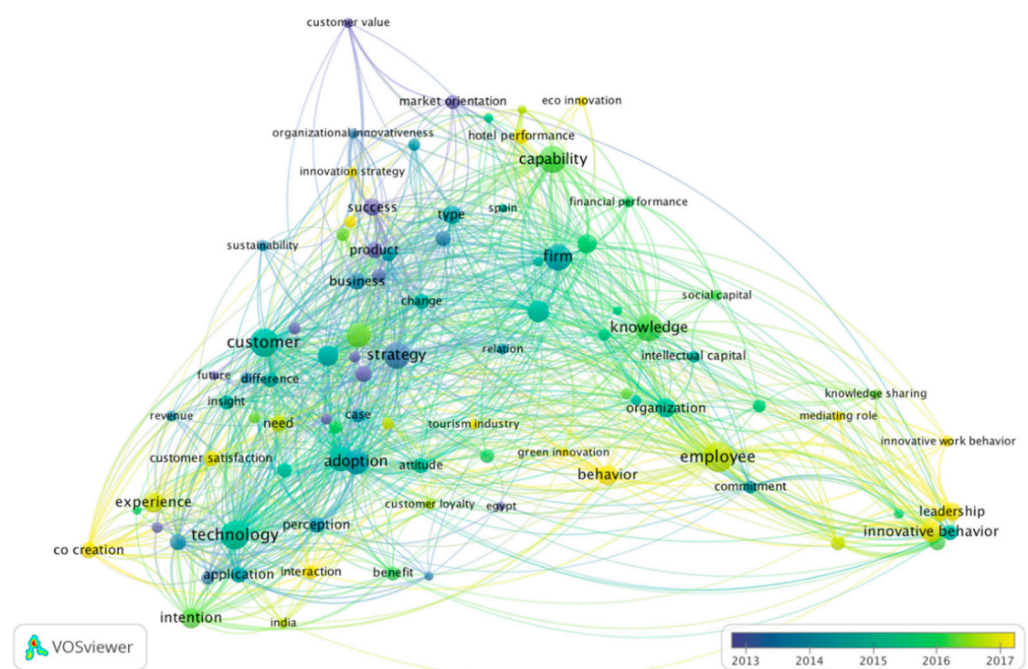 customer value
market orientation
eco innovation
organizational innovativeness
hotel performance
capability
innovation strategy
success
type
spain
financial performance
sustainability
product
firm
business
change
social capital
customer
knowledge
strategy
relation
intellectual capital
future
difference
insight
knowledge sharing
revenue
case
organization
mediating role
need
tourism industry
innovative work behavior
customer satisfaction
adoption
attitude
green innovation
employee
behavior
commitment
experience
customer loyalty
egypt
leadership
technology
perception
innovative behavior
co creation
application
interaction
benefit
intention
india
VOSviewer
2013 2014 2015 2016 2017